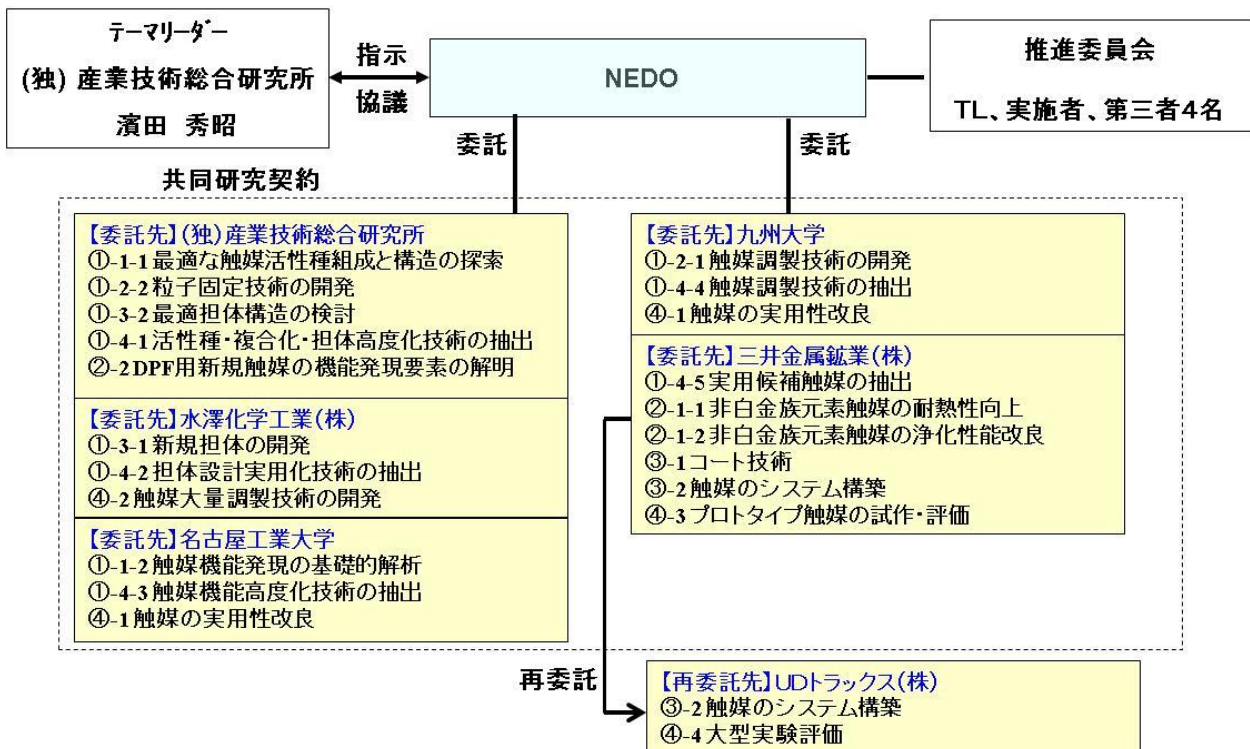 テーマリーダー
(独) 産業技術総合研究所
濱田 秀昭
指示
協議
NEDO
推進委員会
TL、実施者、第三者4名
委託
委託
共同研究契約
【委託先】(独)産業技術総合研究所
①-1-1最適な触媒活性種組成と構造の探索
①-2-2粒子固定技術の開発
①-3-2最適担体構造の検討
①-4-1活性種・複合化・担体高度化技術の抽出
②-2DPF用新規触媒の機能発現要素の解明
【委託先】水澤化学工業(株)
①-3-1新規担体の開発
①-4-2担体設計実用化技術の抽出
④-2触媒大量調製技術の開発
【委託先】名古屋工業大学
①-1-2触媒機能発現の基礎的解析
①-4-3触媒機能高度化技術の抽出
④-1触媒の実用性改良
【委託先】九州大学
①-2-1触媒調製技術の開発
①-4-4触媒調製技術の抽出
④-1触媒の実用性改良
【委託先】三井金属鉱業(株)
①-4-5実用候補触媒の抽出
②-1-1非白金族元素触媒の耐熱性向上
②-1-2非白金族元素触媒の浄化性能改良
③-1コート技術
③-2触媒のシステム構築
④-3プロトタイプ触媒の試作・評価
再委託
【再委託先】UDトラックス(株)
③-2触媒のシステム構築
④-4大型実験評価